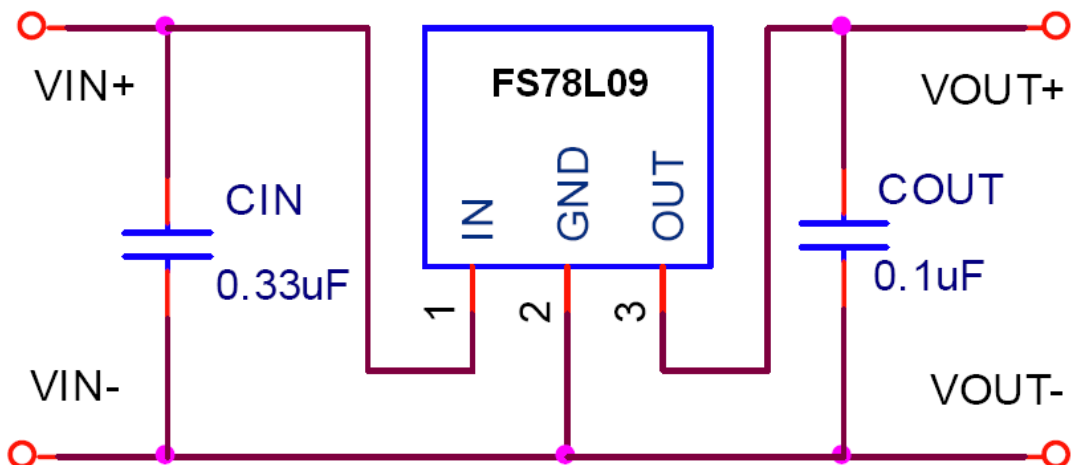 FS78L09
VIN+
VOUT+
IN
GND
OUT
CIN
0.33uF
COUT
0.1uF
1
2
3
VIN-
VOUT-